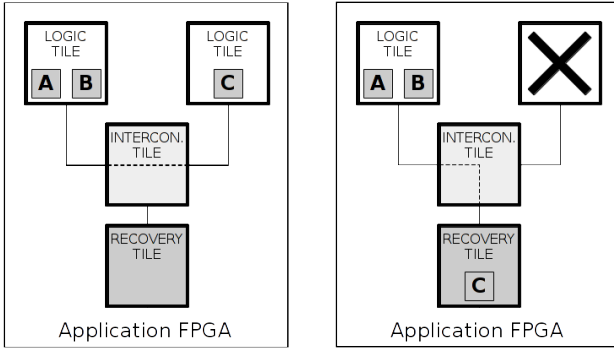 LOGIC
TILE
A B
LOGIC
TILE
C
INTERCON.
TILE
RECOVERY
TILE
Application FPGA
LOGIC
TILE
A B
INTERCON.
TILE
RECOVERY
TILE
C
Application FPGA